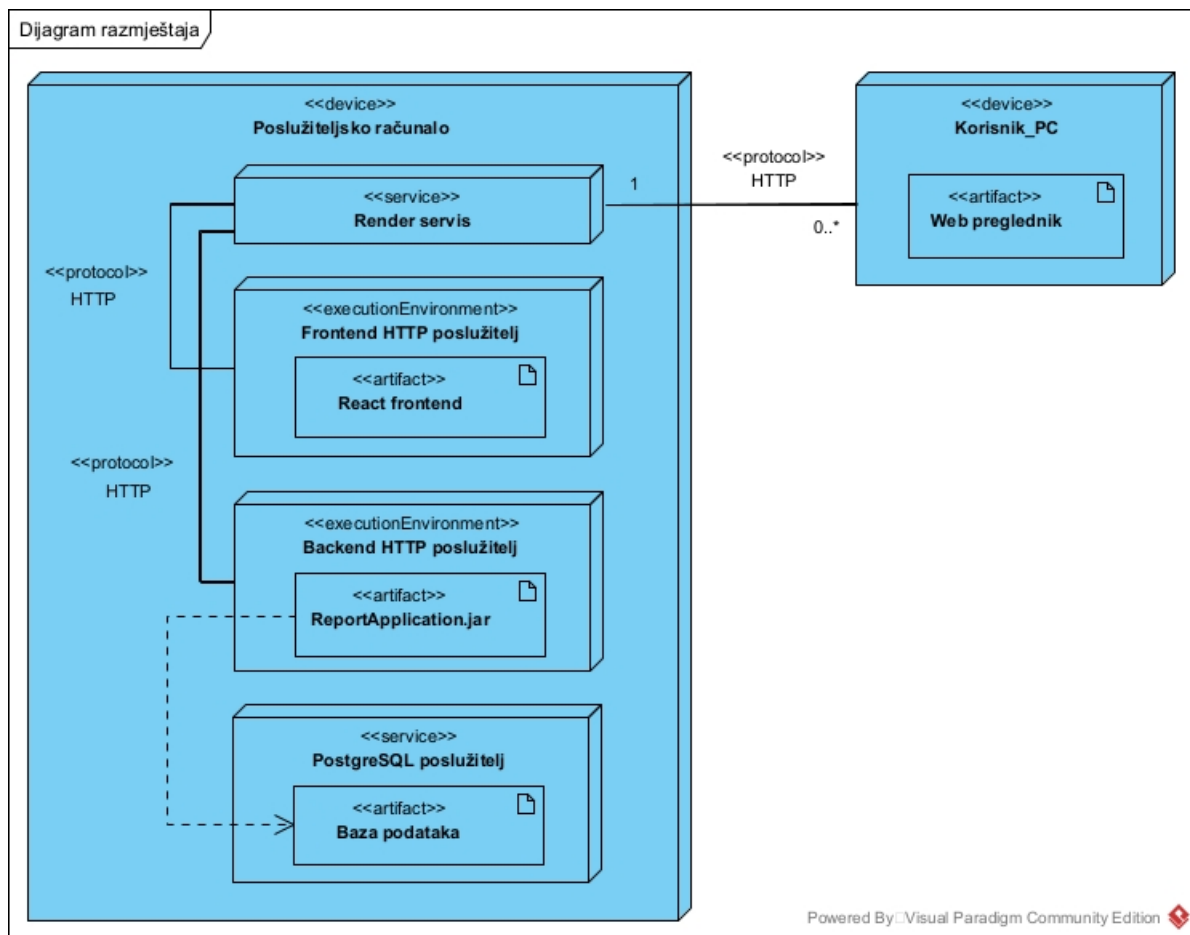 Dijagram razmještaja
<<device>>
Poslužiteljsko računalo
<<service>>
Render servis
<<protocol>>
HTTP
<<executionEnvironment>>
Frontend HTTP poslužitelj
<<artifact>>
React frontend
<<protocol>>
HTTP
<<executionEnvironment>>
Backend HTTP poslužitelj
<<artifact>>
ReportApplication.jar
<<service>>
PostgreSQL poslužitelj
<<artifact>>
Baza podataka
1
<<protocol>>
HTTP
0..*
<<device>>
Korisnik_PC
<<artifact>>
Web preglednik
Powered By Visual Paradigm Community Edition